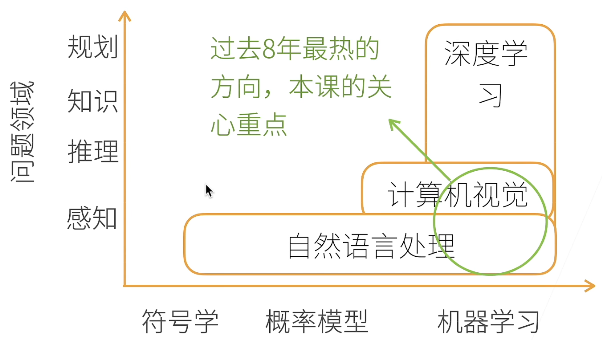 规划
知识
推理
感知
问题领域
过去8年最热的
方向，本课的关
心重点
深度学
习
计算机视觉
自然语言处理
符号学
概率模型
机器学习